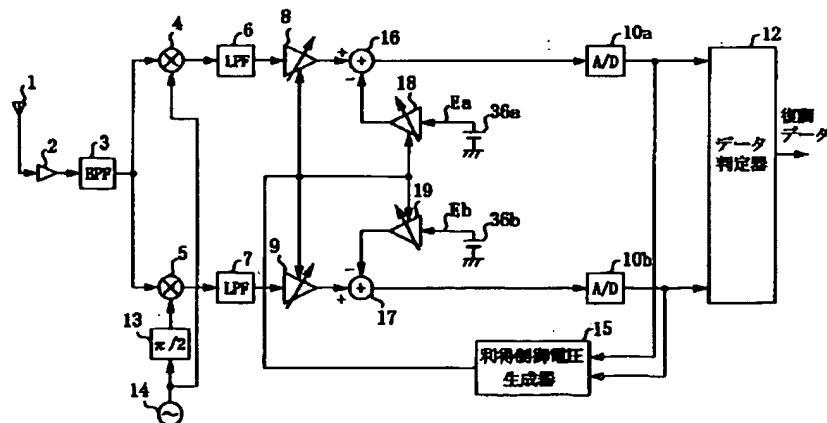 4
6
8
16
10a
12
LPF
A/D
1
2
3
BPF
18
Ea
36a
復調
データ
データ
判定器
19
Eb
36b
5
7
9
LPF
17
10b
A/D
13
π/2
14
15
利得制御電圧
生成器
+
-
+
-
+
+